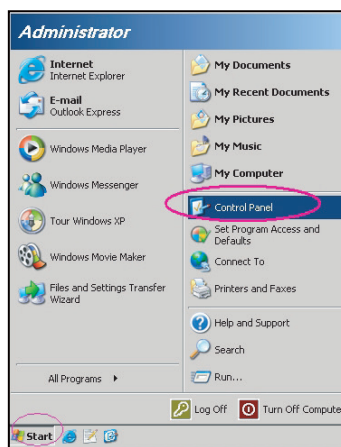 Administrator
Internet
Internet Explorer
E-mail
Outlook Express
Windows Media Player
Windows Messenger
Tour Windows XP
Windows Movie Maker
Files and Settings Transfer
Wizard
All Programs
My Documents
My Recent Documents
My Pictures
My Music
My Computer
Control Panel
Set Program Access and
Defaults
Connect To
Printers and Faxes
Help and Support
Search
Run...
Log Off
Turn Off Compute
Start